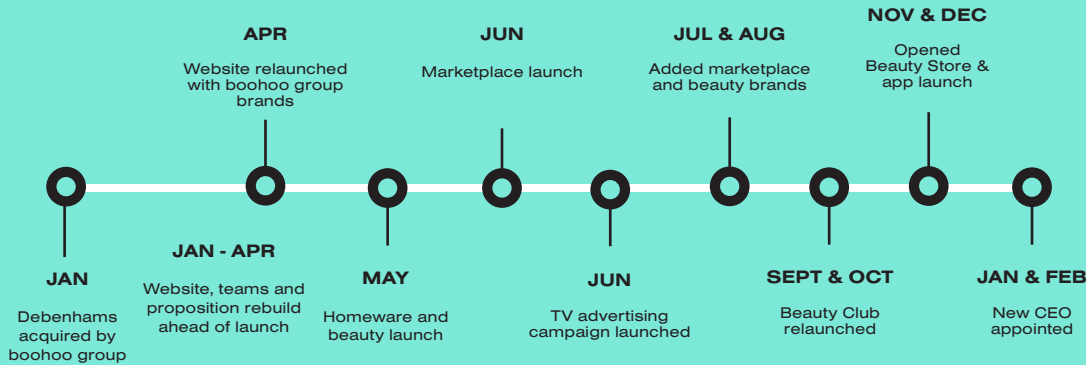 JAN
Debenhams
acquired by
boohoo group
JAN - APR
Website, teams and
proposition rebuild
ahead of launch
APR
Website relaunched
with boohoo group
brands
MAY
Homeware and
beauty launch
JUN
Marketplace launch
JUN
TV advertising
campaign launched
JUL & AUG
Added marketplace
and beauty brands
SEPT & OCT
Beauty Club
relaunched
NOV & DEC
Opened
Beauty Store &
app launch
JAN & FEB
New CEO
appointed